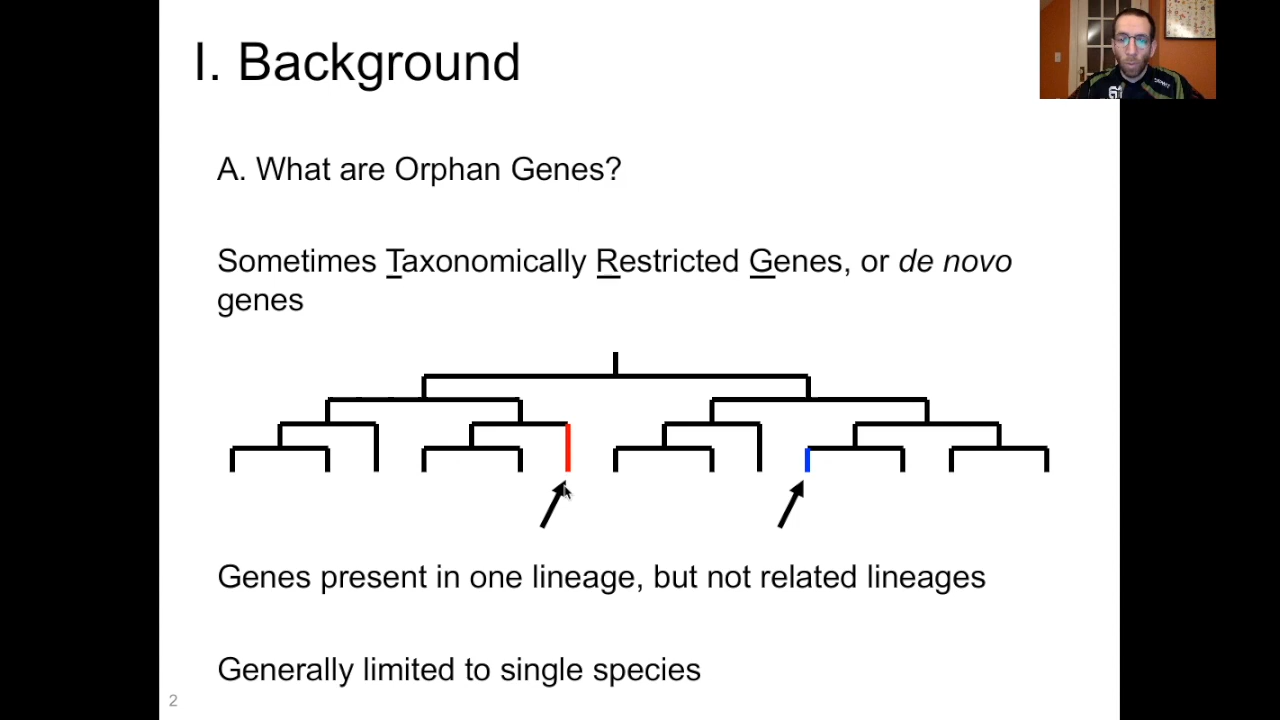 I. Background
A. What are Orphan Genes?
Sometimes Taxonomically Restricted Genes, or de novo
genes
Genes present in one lineage, but not related lineages
Generally limited to single species
2